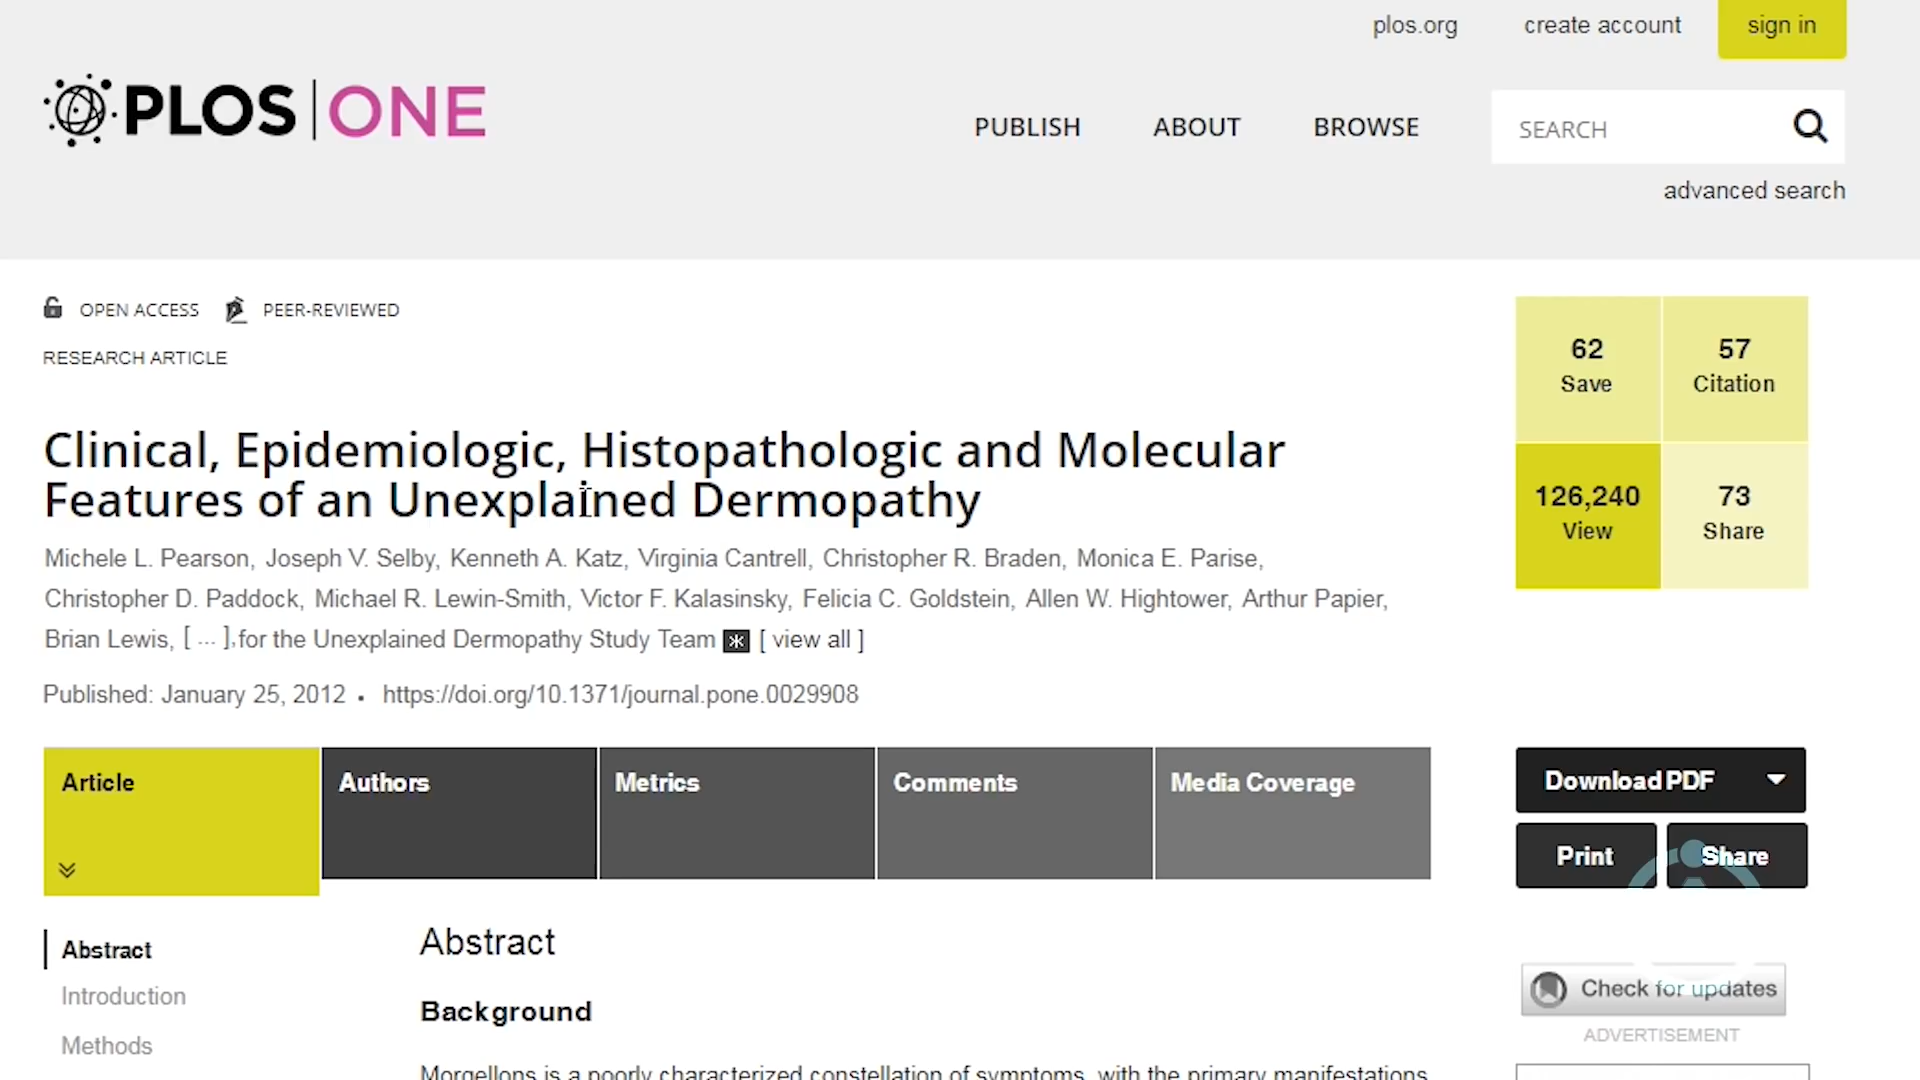 plos.org create account sign in
PLOS ONE
PUBLISH ABOUT BROWSE SEARCH
advanced search
OPEN ACCESS PEER-REVIEWED
RESEARCH ARTICLE
Clinical, Epidemiologic, Histopathologic and Molecular
Features of an Unexplained Dermopathy
Michele L. Pearson, Joseph V. Selby, Kenneth A. Katz, Virginia Cantrell, Christopher R. Braden, Monica E. Parise,
Christopher D. Paddock, Michael R. Lewin-Smith, Victor F. Kalasinsky, Felicia C. Goldstein, Allen W. Hightower, Arthur Papier,
Brian Lewis, [ ... ],for the Unexplained Dermopathy Study Team [ view all ]
Published: January 25, 2012 • https://doi.org/10.1371/journal.pone.0029908
62
Save
57
Citation
126,240
View
73
Share
Article
Authors
Metrics
Comments
Media Coverage
Download PDF
Print
Share
Check for updates
ADVERTISEMENT
Abstract
Introduction
Methods
Abstract
Background
Morgellons is a poorly characterized constellation of symptoms, with the primary manifestations